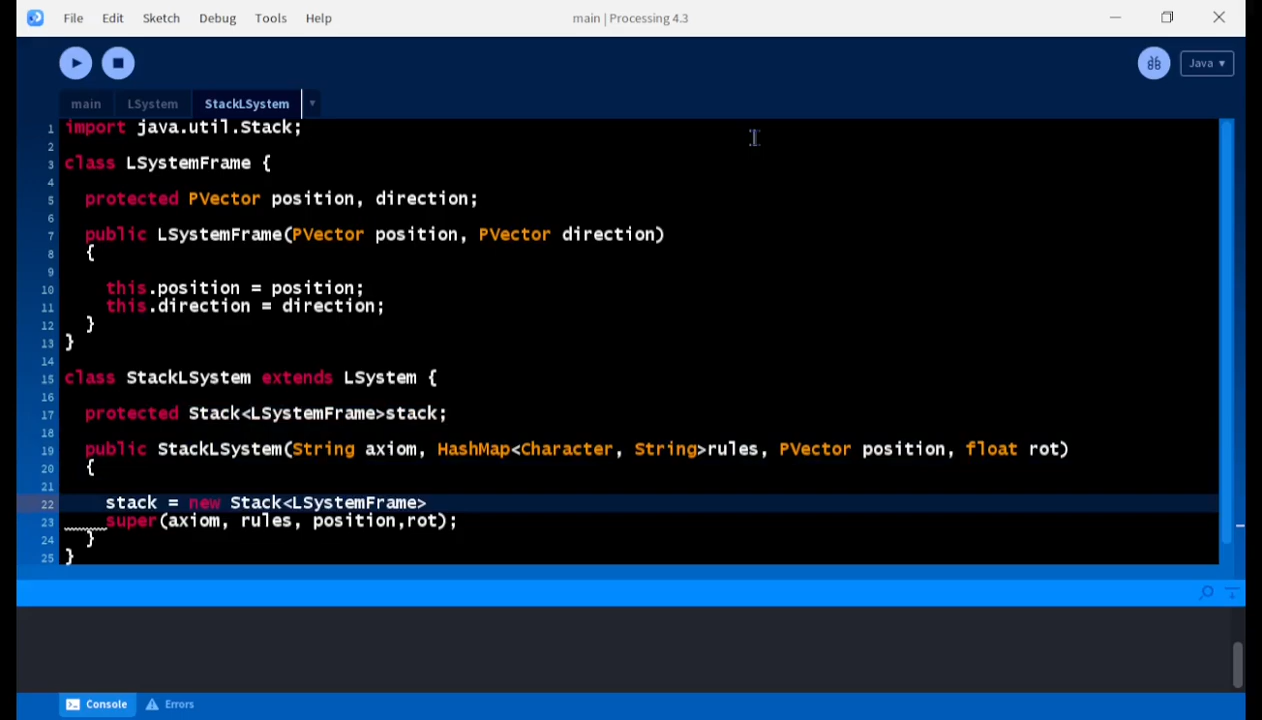 File Edit Sketch Debug Tools Help main | Processing 4.3
Java ▾
main LSystem StackLSystem ▾
1 import java.util.Stack;
2
3 class LSystemFrame {
4
5 protected PVector position, direction;
6
7 public LSystemFrame(PVector position, PVector direction)
8 {
9
10 this.position = position;
11 this.direction = direction;
12 }
13 }
14
15 class StackLSystem extends LSystem {
16
17 protected Stack<LSystemFrame>stack;
18
19 public StackLSystem(String axiom, HashMap<Character, String>rules, PVector position, float rot)
20 {
21
22 stack = new Stack<LSystemFrame>
23 super(axiom, rules, position,rot);
24 }
25 }
Console Errors